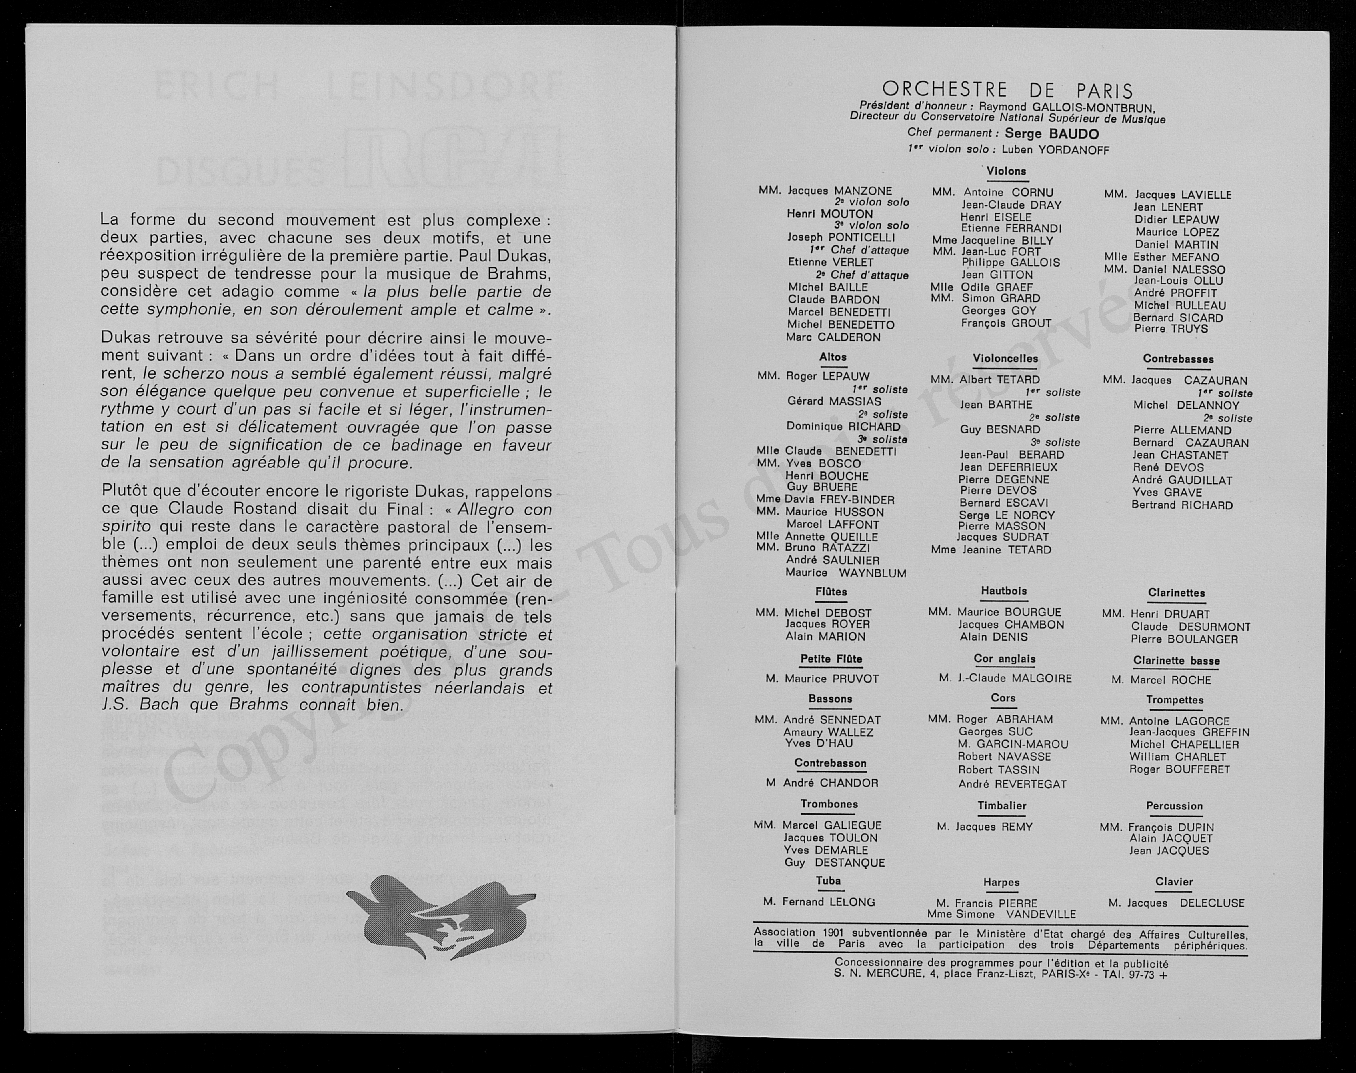 La forme du second mouvement est plus complexe :
deux parties, avec chacune ses deux motifs, et une
réexposition irrégulière de la première partie. Paul Dukas,
peu suspect de tendresse pour la musique de Brahms,
considère cet adagio comme « la plus belle partie de
cette symphonie, en son déroulement ample et calme ».
Dukas retrouve sa sévérité pour décrire ainsi le mouve-
ment suivant : « Dans un ordre d'idées tout à fait diffé-
rent, le scherzo nous a semblé également réussi, malgré
son élégance quelque peu convenue et superficielle ; le
rythme y court d'un pas si facile et si léger, l'instrumen-
tation en est si délicatement ouvragée que l'on passe
sur le peu de signification de ce badinage en faveur
de la sensation agréable qu'il procure.
Plutôt que d'écouter encore le rigoriste Dukas, rappelons
ce que Claude Rostand disait du Final : « Allegro con
spirito qui reste dans le caractère pastoral de l'ensem-
ble (...) emploi de deux seuls thèmes principaux (...) les
thèmes ont non seulement une parenté entre eux mais
aussi avec ceux des autres mouvements. (...) Cet air de
famille est utilisé avec une ingéniosité consommée (ren-
versements, récurrence, etc.) sans que jamais de tels
procédés sentent l'école ; cette organisation stricte et
volontaire est d'un jaillissement poétique, d'une sou-
plesse et d'une spontanéité dignes des plus grands
maîtres du genre, les contrapuntistes néerlandais et
J.S. Bach que Brahms connaît bien.
ORCHESTRE DE PARIS
Président d'honneur : Raymond GALLOIS-MONTBRUN,
Directeur du Conservatoire National Supérieur de Musique
Chef permanent : Serge BAUDO
1er violon solo : Luben YORDANOFF
Violons
MM. Jacques MANZONE
2e violon solo
Henri MOUTON
3e violon solo
Joseph PONTICELLI
1er Chef d'attaque
Etienne VERLET
2e Chef d'attaque
Michel BAILLE
Claude BARDON
Marcel BENEDETTI
Michel BENEDETTO
Marc CALDERON
MM. Antoine CORNU
Jean-Claude DRAY
Henri EISELE
Etienne FERRANDI
Mme Jacqueline BILLY
MM. Jean-Luc FORT
Philippe GALLOIS
Jean GITTON
Mlle Odile GRAEF
MM. Simon GRARD
Georges GOY
François GROUT
MM. Jacques LAVIELLE
Jean LENERT
Didier LEPAUW
Maurice LOPEZ
Daniel MARTIN
Mlle Esther MEFANO
MM. Daniel NALESSO
Jean-Louis OLLU
André PROFFIT
Michel RULLEAU
Bernard SICARD
Pierre TRUYS
Altos
MM. Roger LEPAUW
1er soliste
Gérard MASSIAS
2e soliste
Dominique RICHARD
3e soliste
Mlle Claude BENEDETTI
MM. Yves BOSCO
Henri BOUCHE
Guy BRUERE
Mme Davia FREY-BINDER
MM. Maurice HUSSON
Marcel LAFFONT
Mlle Annette QUEILLE
MM. Bruno RATAZZI
André SAULNIER
Maurice WAYNBLUM
Violoncelles
MM. Albert TETARD
1er soliste
Jean BARTHE
2e soliste
Guy BESNARD
3e soliste
Jean-Paul BERARD
Jean DEFERRIEUX
Pierre DEGENNE
Pierre DEVOS
Bernard ESCAVI
Serge LE NORCY
Pierre MASSON
Jacques SUDRAT
Mme Jeanine TETARD
Contrebasses
MM. Jacques CAZAURAN
1er soliste
Michel DELANNOY
2e soliste
Pierre ALLEMAND
Bernard CAZAURAN
Jean CHASTANET
René DEVOS
André GAUDILLAT
Yves GRAVE
Bertrand RICHARD
Flûtes
MM. Michel DEBOST
Jacques ROYER
Alain MARION
Hautbois
MM. Maurice BOURGUE
Jacques CHAMBON
Alain DENIS
Clarinettes
MM. Henri DRUART
Claude DESURMONT
Pierre BOULANGER
Petite Flûte
M. Maurice PRUVOT
Cor anglais
M. J.-Claude MALGOIRE
Clarinette basse
M. Marcel ROCHE
Bassons
MM. André SENNEDAT
Amaury WALLEZ
Yves D'HAU
Contrebasson
M André CHANDOR
Cors
MM. Roger ABRAHAM
Georges SUC
M. GARCIN-MAROU
Robert NAVASSE
Robert TASSIN
André REVERTEGAT
Trompettes
MM. Antoine LAGORCE
Jean-Jacques GREFFIN
Michel CHAPELLIER
William CHARLET
Roger BOUFFERET
Trombones
MM. Marcel GALIEGUE
Jacques TOULON
Yves DEMARLE
Guy DESTANQUE
Timbalier
M. Jacques REMY
Percussion
MM. François DUPIN
Alain JACQUET
Jean JACQUES
Tuba
M. Fernand LELONG
Harpes
M. Francis PIERRE
Mme Simone VANDEVILLE
Clavier
M. Jacques DELECLUSE
Association 1901 subventionnée par le Ministère d'Etat chargé des Affaires Culturelles,
la ville de Paris avec la participation des trois Départements périphériques.
Concessionnaire des programmes pour l'édition et la publicité
S. N. MERCURE, 4, place Franz-Liszt, PARIS-Xe - TAI. 97-73 +
Copyright © - Tous droits réservés